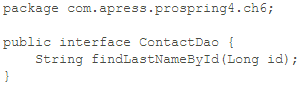 package com.apress.prospring4.ch6;

public interface ContactDao {
    String findLastNameById(Long id);
}